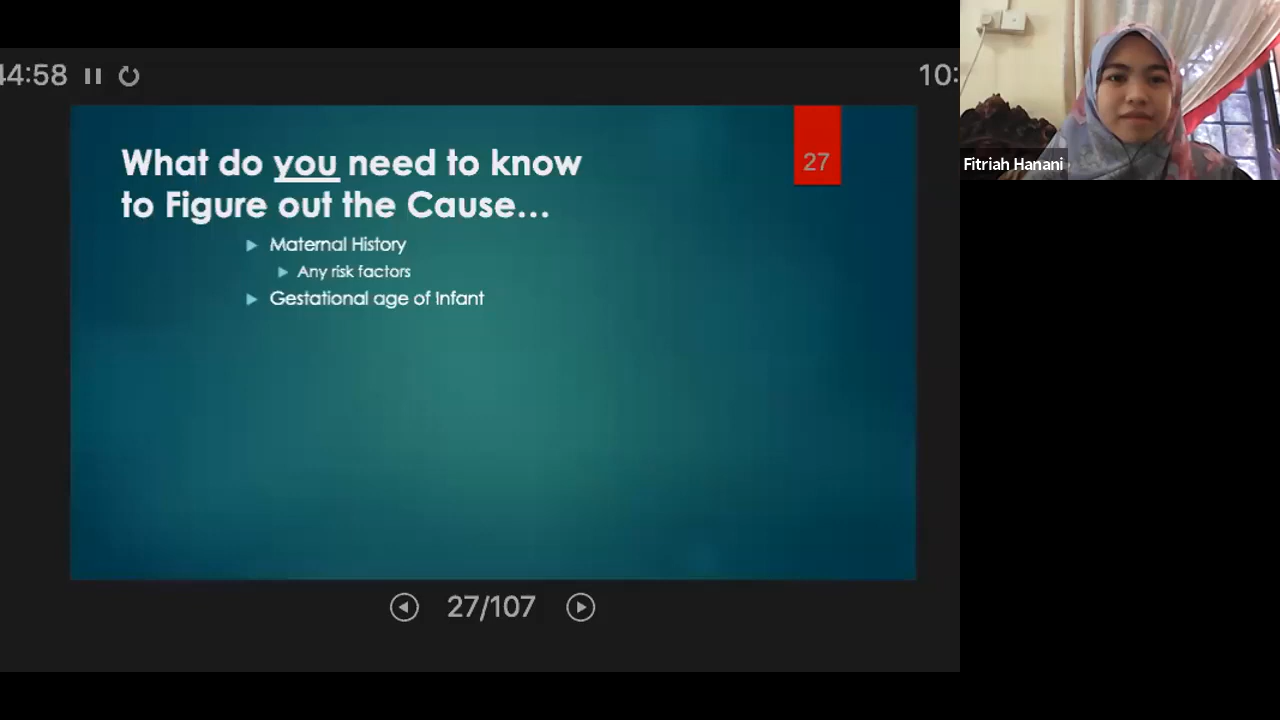 44:58
10:
What do you need to know
27
to Figure out the Cause...
Maternal History
Any risk factors
Gestational age of Infant
27/107
Fitriah Hanani